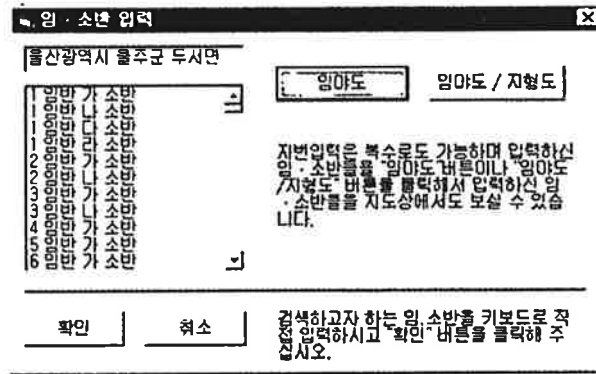 임 · 소반 입력
울산광역시 울주군 두서면
1 임반 가 소반
1 임반 나 소반
1 임반 다 소반
1 임반 라 소반
2 임반 가 소반
2 임반 나 소반
3 임반 가 소반
3 임반 나 소반
4 임반 가 소반
5 임반 가 소반
6 임반 가 소반
임야도
임야도 / 지형도
지번입력은 복수로도 가능하며 입력하신
임 · 소반들을 "임야도"버튼이나 "임야도
/지형도" 버튼을 클릭해서 입력하신 임
· 소반들을 지도상에서도 보실 수 있습
니다.
확인
취소
검색하고자 하는 임.소반을 키보드로 직
접 입력하시고 "확인" 버튼을 클릭해 주
십시오.